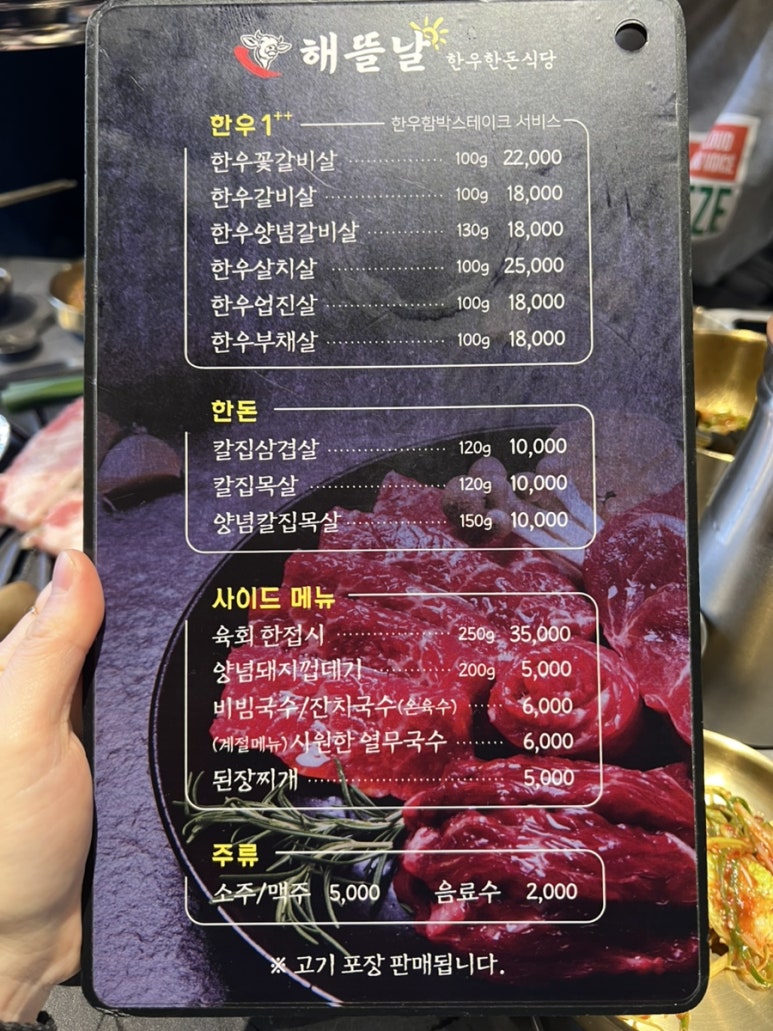 해뜰날 한우한돈식당
한우 1++ 한우함박스테이크 서비스
한우꽃갈비살 100g 22,000
한우갈비살 100g 18,000
한우양념갈비살 130g 18,000
한우살치살 100g 25,000
한우업진살 100g 18,000
한우부채살 100g 18,000
한돈
칼집삼겹살 120g 10,000
칼집목살 120g 10,000
양념칼집목살 150g 10,000
사이드 메뉴
육회 한접시 250g 35,000
양념돼지껍데기 200g 5,000
비빔국수/잔치국수(온육수) 6,000
(계절메뉴)시원한 열무국수 6,000
된장찌개 5,000
주류
소주/맥주 5,000 음료수 2,000
※ 고기 포장 판매됩니다.